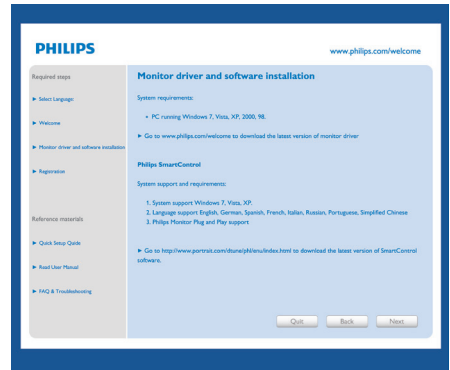 PHILIPS
www.philips.com/welcome
Required steps
Select Language
Welcome
Monitor driver and software installation
Registration
Reference materials
Quick Setup Guide
Read User Manual
FAQ & Troubleshooting
Monitor driver and software installation
System requirements:
• PC running Windows 7, Vista, XP, 2000, 98.
Go to www.philips.com/welcome to download the latest version of monitor driver
Philips SmartControl
System support and requirements:
1. System support Windows 7, Vista, XP.
2. Language support English, German, Spanish, French, Italian, Russian, Portuguese, Simplified Chinese
3. Philips Monitor Plug and Play support
Go to http://www.portrait.com/dtune/phl/enu/index.html to download the latest version of SmartControl
software.
Quit
Back
Next